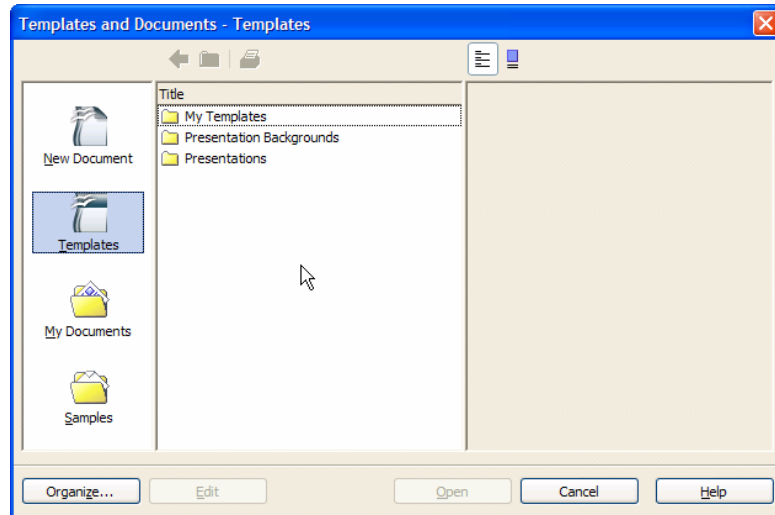 Templates and Documents - Templates
Title
My Templates
Presentation Backgrounds
Presentations
New Document
Templates
My Documents
Samples
Organize... Edit Open Cancel Help